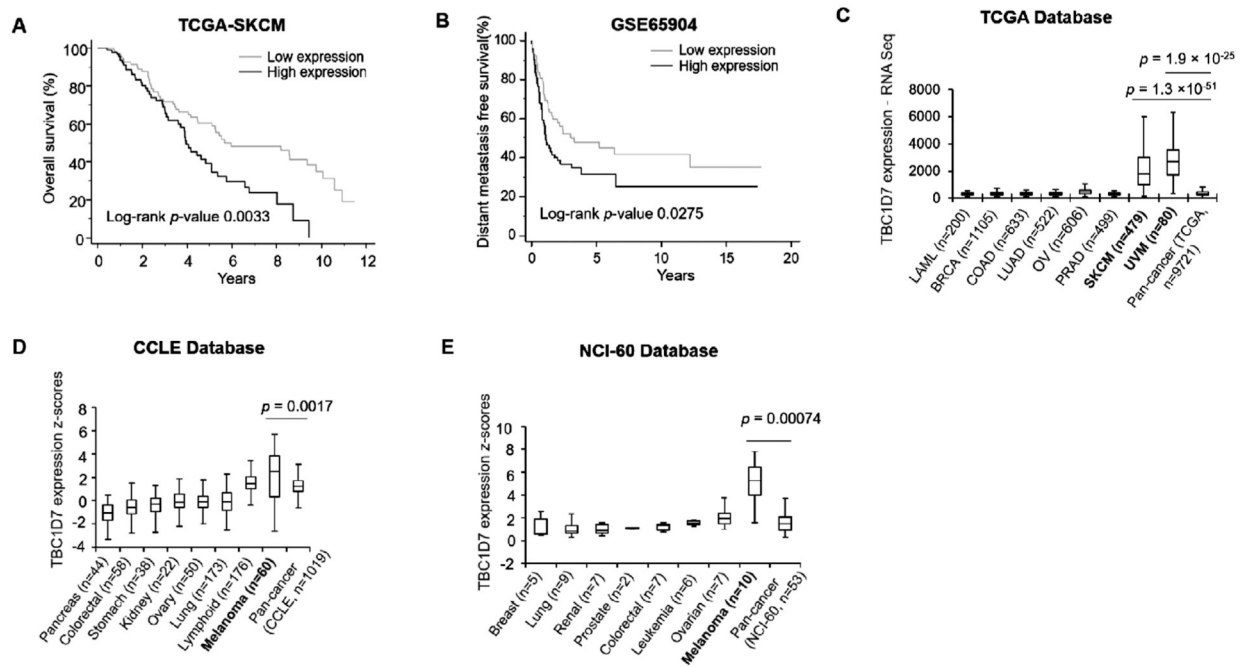 A
TCGA-SKCM
Overall survival (%)
100
80
60
40
20
0
Low expression
High expression
Log-rank p-value 0.0033
0 2 4 6 8 10 12
Years
B
GSE65904
Distant metastasis free survival(%)
100
80
60
40
20
0
Low expression
High expression
Log-rank p-value 0.0275
0 5 10 15 20
Years
C
TCGA Database
TBC1D7 expression - RNA Seq
p = 1.9 × 10-25
p = 1.3 ×10-51
8000
6000
4000
2000
0
LAML (n=200)
BRCA (n=1105)
COAD (n=633)
LUAD (n=522)
OV (n=606)
PRAD (n=499)
SKCM (n=479)
UVM (n=80)
Pan-cancer (TCGA,
n=9721)
D
CCLE Database
TBC1D7 expression z-scores
p = 0.0017
8
6
4
2
0
-2
-4
Pancreas (n=44)
Colorectal (n=58)
Stomach (n=38)
Kidney (n=22)
Ovary (n=50)
Lung (n=173)
Lymphoid (n=176)
Melanoma (n=60)
Pan-cancer
(CCLE, n=1019)
E
NCI-60 Database
TBC1D7 expression z-scores
p = 0.00074
10
8
6
4
2
0
-2
Breast (n=5)
Lung (n=9)
Renal (n=7)
Prostate (n=2)
Colorectal (n=7)
Leukemia (n=6)
Ovarian (n=7)
Melanoma (n=10)
Pan-cancer
(NCI-60, n=53)